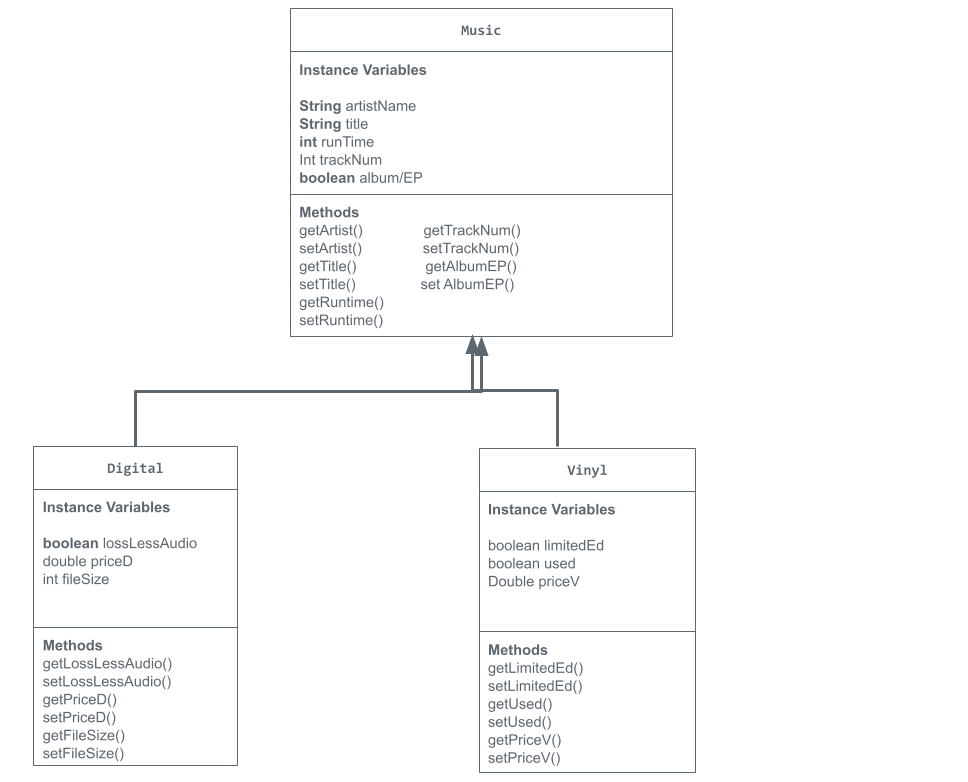 Music
Instance Variables
String artistName
String title
int runTime
Int trackNum
boolean album/EP
Methods
getArtist() getTrackNum()
setArtist() setTrackNum()
getTitle() getAlbumEP()
setTitle() set AlbumEP()
getRuntime()
setRuntime()
Digital
Instance Variables
boolean lossLessAudio
double priceD
int fileSize
Methods
getLossLessAudio()
setLossLessAudio()
getPriceD()
setPriceD()
getFileSize()
setFileSize()
Vinyl
Instance Variables
boolean limitedEd
boolean used
Double priceV
Methods
getLimitedEd()
setLimitedEd()
getUsed()
setUsed()
getPriceV()
setPriceV()